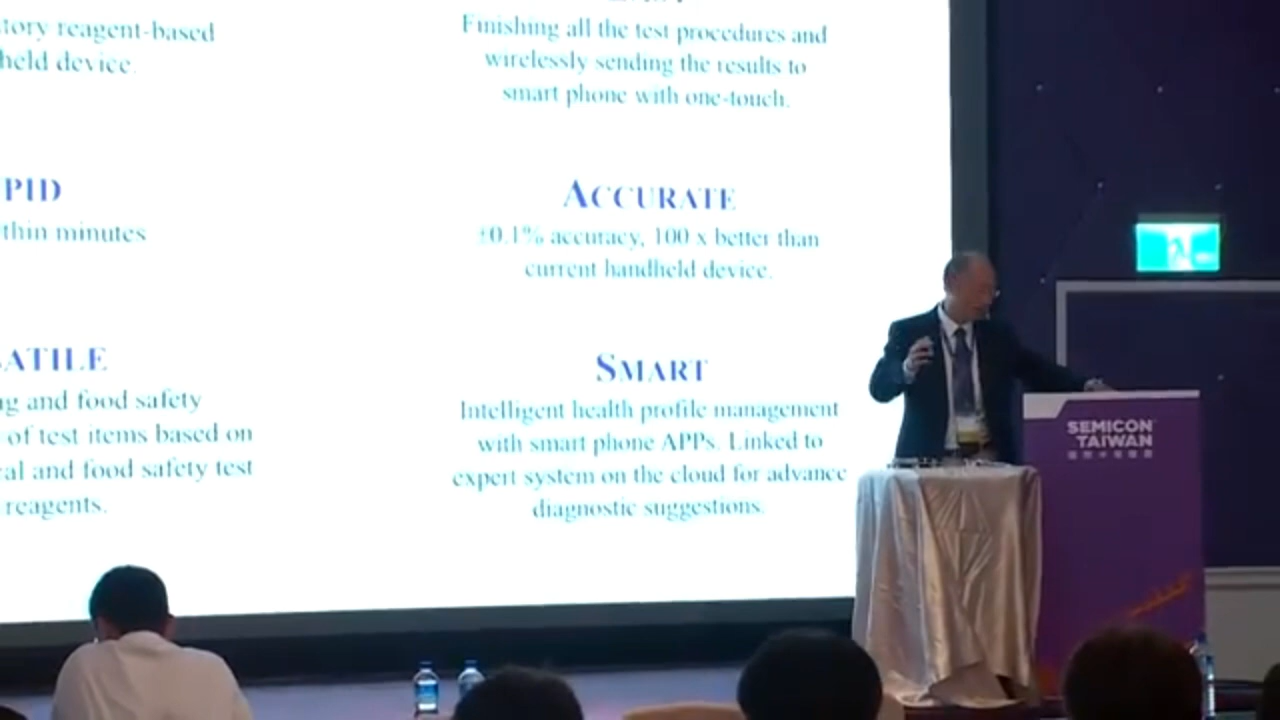 tory reagent-based
held device.
PID
thin minutes
ATILE
g and food safety
of test items based on
al and food safety test
reagents.
Finishing all the test procedures and
wirelessly sending the results to
smart phone with one-touch.
ACCURATE
±0.1% accuracy, 100 x better than
current handheld device.
SMART
Intelligent health profile management
with smart phone APPs. Linked to
expert system on the cloud for advance
diagnostic suggestions.
SEMICON
TAIWAN